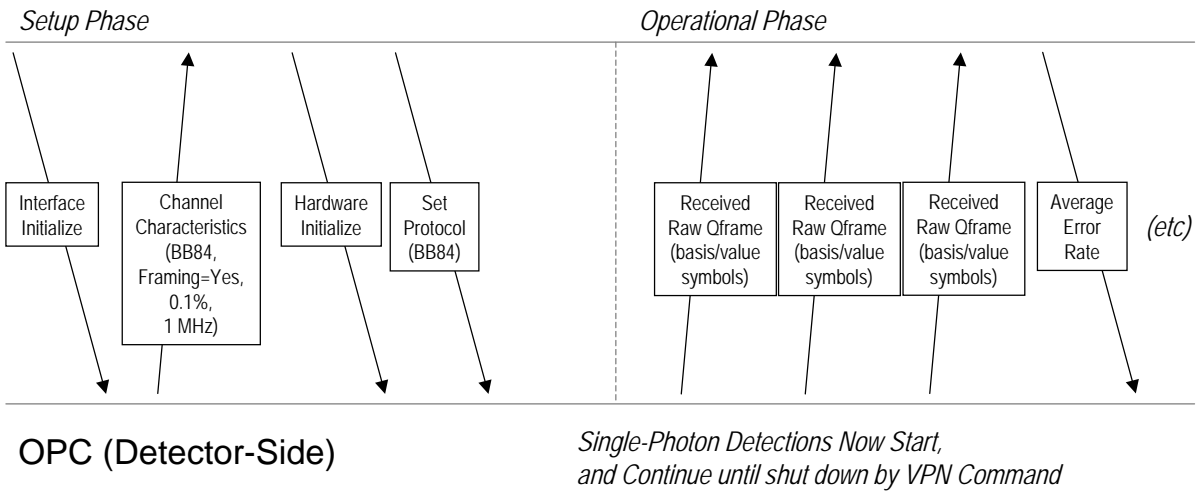 Setup Phase
Operational Phase
Interface
Initialize
Channel
Characteristics
(BB84,
Framing=Yes,
0.1%,
1 MHz)
Hardware
Initialize
Set
Protocol
(BB84)
Received
Raw Qframe
(basis/value
symbols)
Received
Raw Qframe
(basis/value
symbols)
Received
Raw Qframe
(basis/value
symbols)
Average
Error
Rate
(etc)
OPC (Detector-Side)
Single-Photon Detections Now Start,
and Continue until shut down by VPN Command